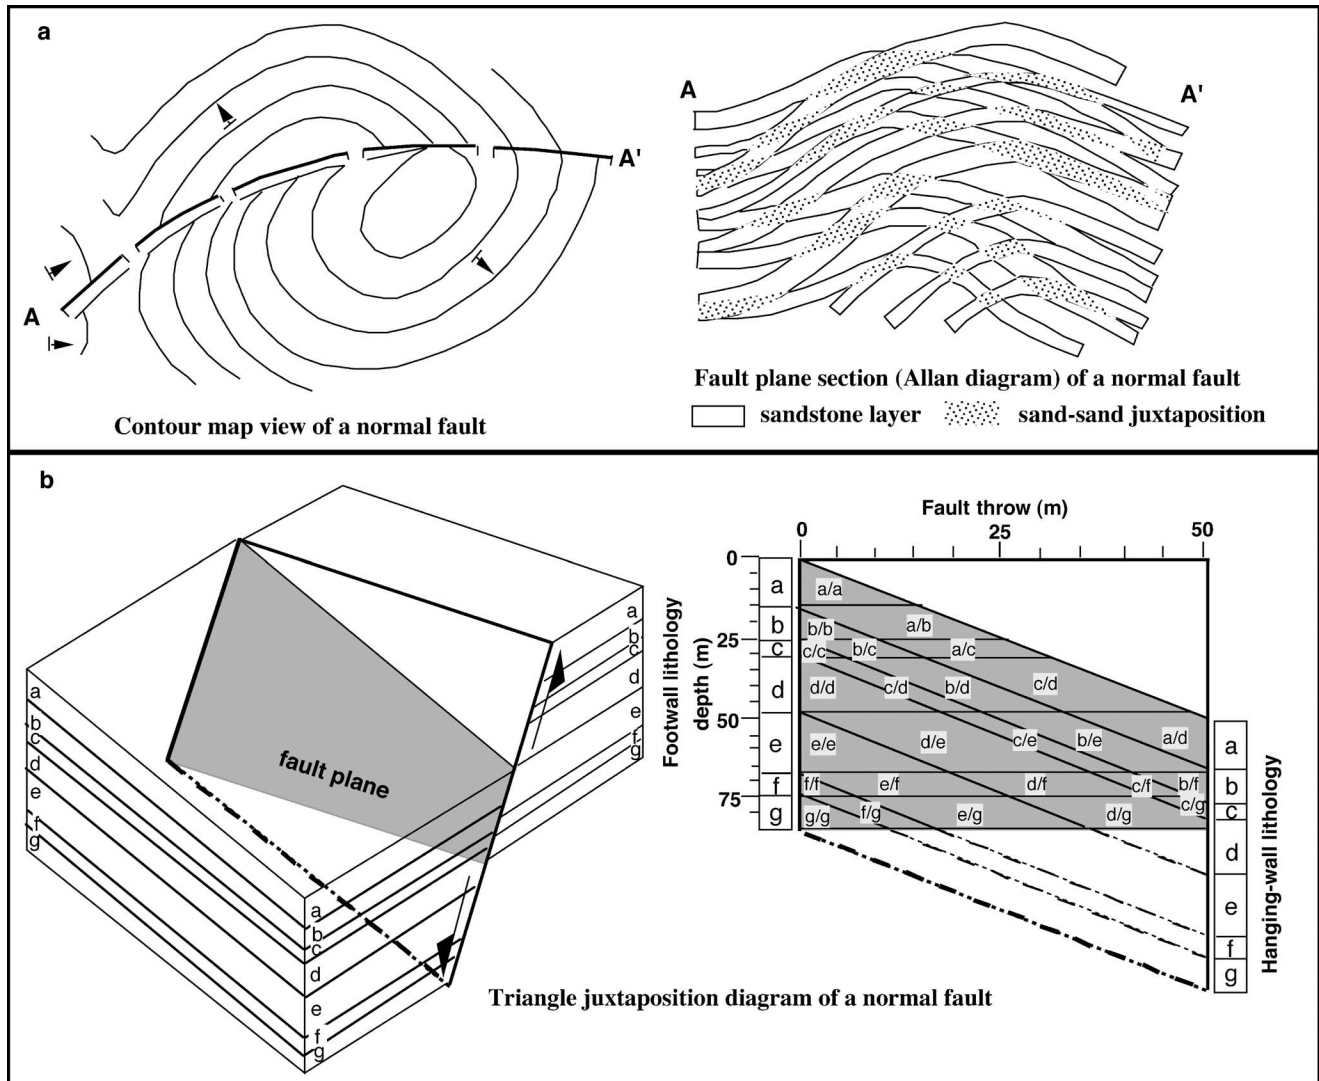 a
A
A'
Contour map view of a normal fault
A
A'
Fault plane section (Allan diagram) of a normal fault
sandstone layer
sand-sand juxtaposition
b
a
b
c
d
e
f
g
a
b
c
d
e
f
g
a
b
c
d
e
f
g
fault plane
Triangle juxtaposition diagram of a normal fault
Fault throw (m)
0
25
50
Footwall lithology
depth (m)
0
25
50
75
a
b
c
d
e
f
g
a/a
b/b
a/b
c/c
b/c
a/c
d/d
c/d
b/d
c/d
e/e
d/e
c/e
b/e
a/d
f/f
e/f
d/f
c/f
b/f
g/g
f/g
e/g
d/g
c/g
a
b
c
d
e
f
g
Hanging-wall lithology